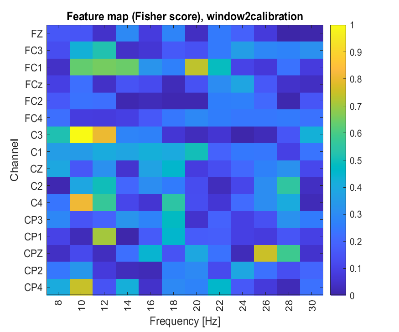 Feature map (Fisher score), window2calibration
FZ
FC3
FC1
FCz
FC2
FC4
C3
C1
CZ
C2
C4
CP3
CP1
CPZ
CP2
CP4
Channel
8 10 12 14 16 18 20 22 24 26 28 30
Frequency [Hz]
1
0.9
0.8
0.7
0.6
0.5
0.4
0.3
0.2
0.1
0